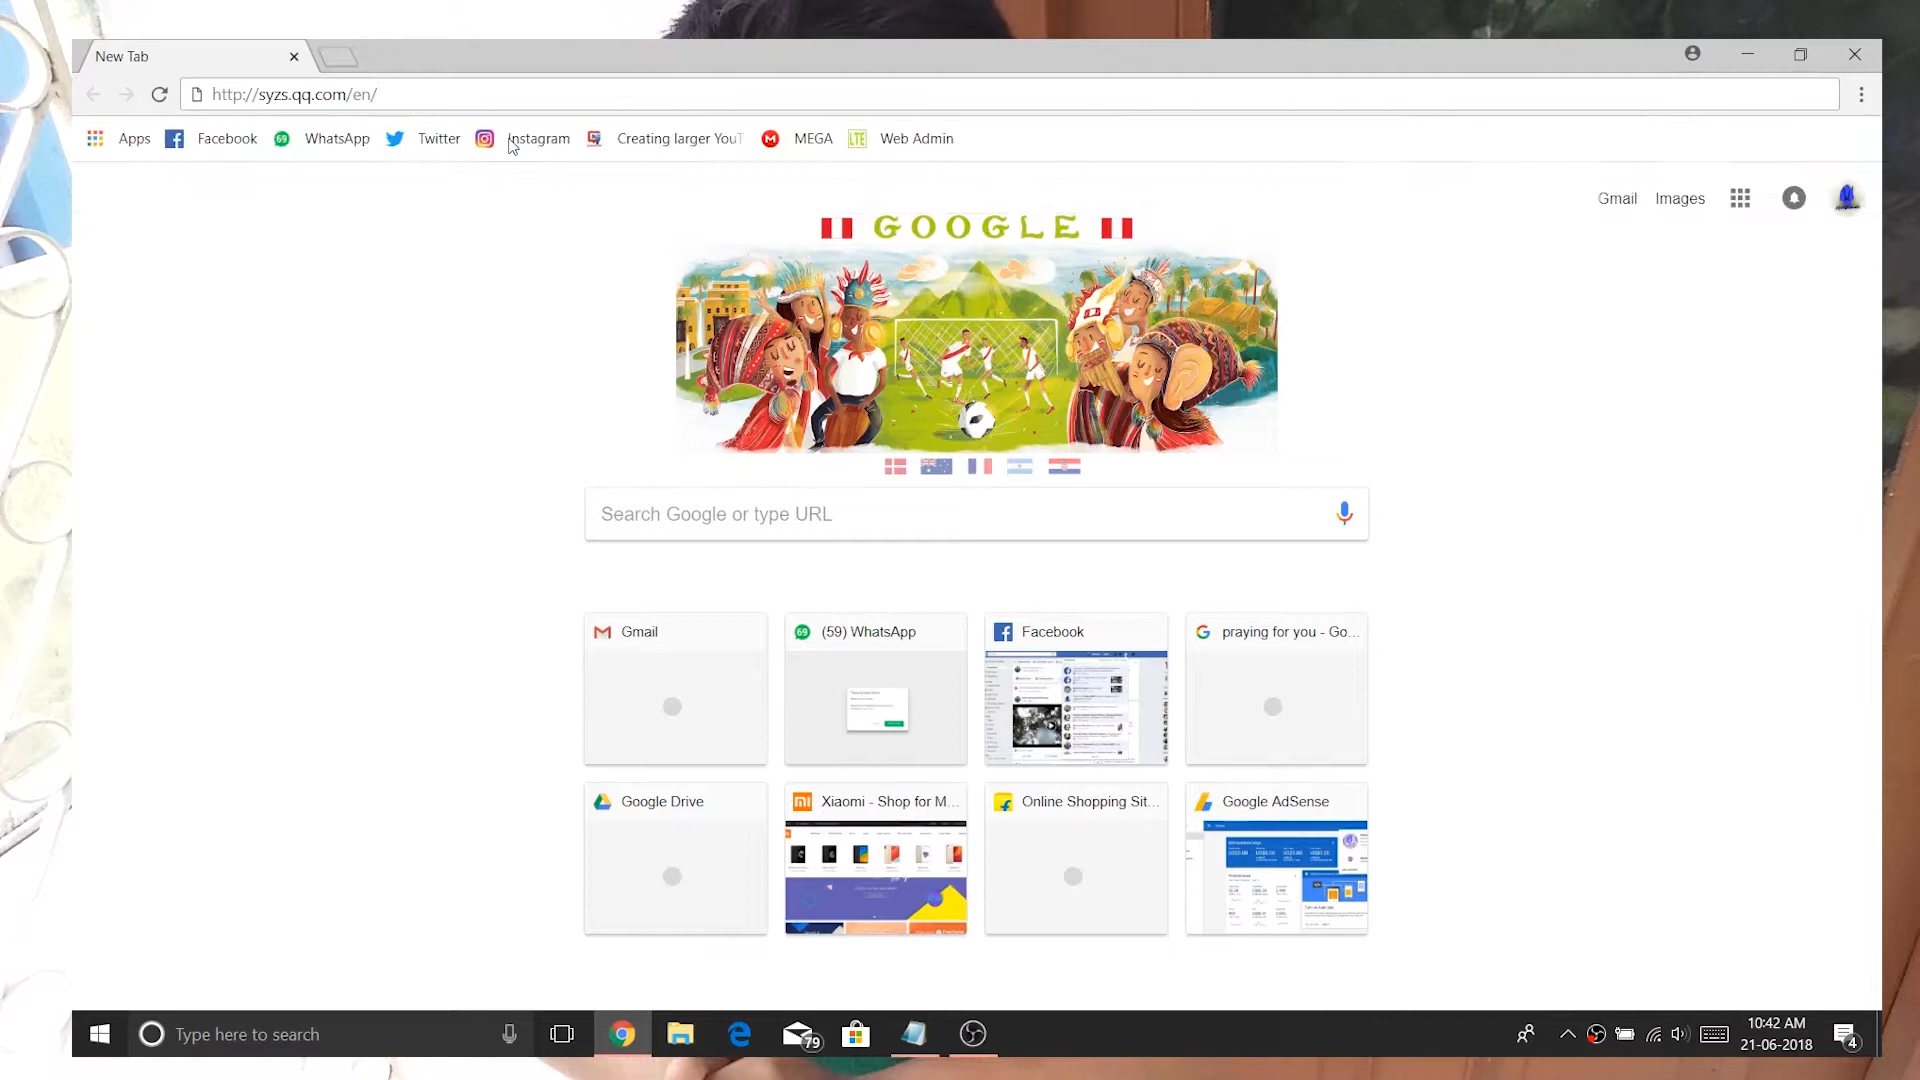 New Tab
http://syzs.qq.com/en/
Apps Facebook WhatsApp Twitter Instagram Creating larger YouT MEGA Web Admin
Gmail Images
GOOGLE
Search Google or type URL
Gmail (59) WhatsApp Facebook praying for you - Go...
Google Drive Xiaomi - Shop for M... Online Shopping Sit... Google AdSense
Type here to search
79
10:42 AM
21-06-2018
4